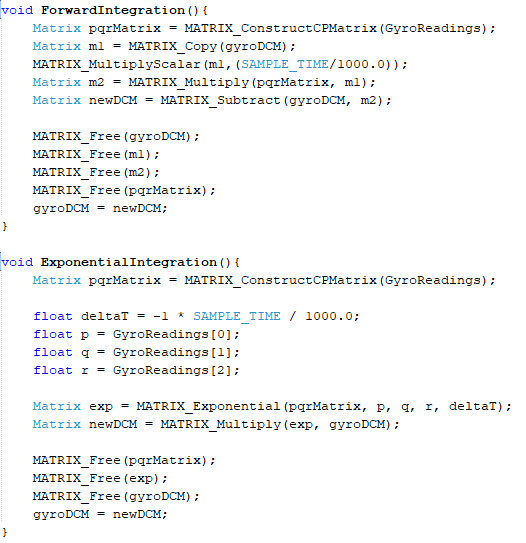 void ForwardIntegration(){
    Matrix pqrMatrix = MATRIX_ConstructCPMatrix(GyroReadings);
    Matrix m1 = MATRIX_Copy(gyroDCM);
    MATRIX_MultiplyScalar(m1,(SAMPLE_TIME/1000.0));
    Matrix m2 = MATRIX_Multiply(pqrMatrix, m1);
    Matrix newDCM = MATRIX_Subtract(gyroDCM, m2);

    MATRIX_Free(gyroDCM);
    MATRIX_Free(m1);
    MATRIX_Free(m2);
    MATRIX_Free(pqrMatrix);
    gyroDCM = newDCM;
}

void ExponentialIntegration(){
    Matrix pqrMatrix = MATRIX_ConstructCPMatrix(GyroReadings);

    float deltaT = -1 * SAMPLE_TIME / 1000.0;
    float p = GyroReadings[0];
    float q = GyroReadings[1];
    float r = GyroReadings[2];

    Matrix exp = MATRIX_Exponential(pqrMatrix, p, q, r, deltaT);
    Matrix newDCM = MATRIX_Multiply(exp, gyroDCM);

    MATRIX_Free(pqrMatrix);
    MATRIX_Free(exp);
    MATRIX_Free(gyroDCM);
    gyroDCM = newDCM;
}